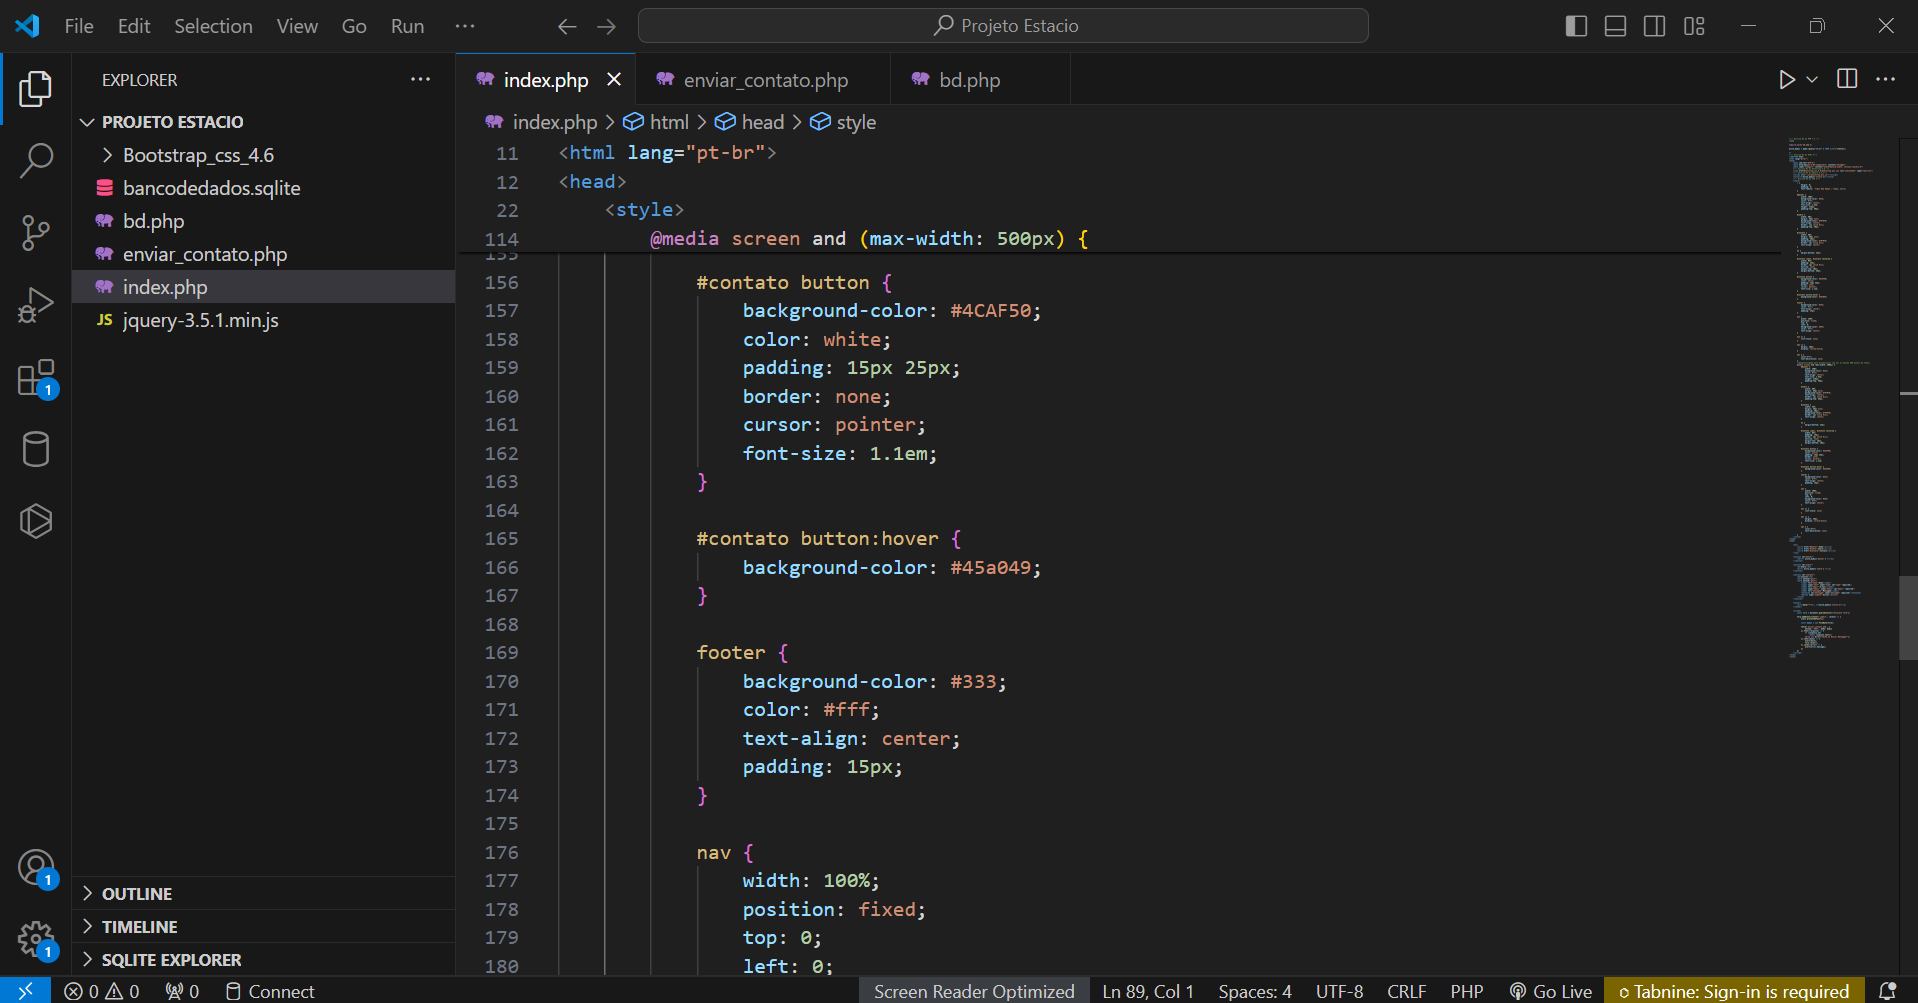 File Edit Selection View Go Run ··· Projeto Estacio
EXPLORER ···
PROJETO ESTACIO
Bootstrap_css_4.6
bancodedados.sqlite
bd.php
enviar_contato.php
index.php
JS jquery-3.5.1.min.js
OUTLINE
TIMELINE
SQLITE EXPLORER
1
1
1
index.php enviar_contato.php bd.php
index.php > html > head > style
11 <html lang="pt-br">
12 <head>
22 <style>
114 @media screen and (max-width: 500px) {
155
156 #contato button {
157 background-color: #4CAF50;
158 color: white;
159 padding: 15px 25px;
160 border: none;
161 cursor: pointer;
162 font-size: 1.1em;
163 }
164
165 #contato button:hover {
166 background-color: #45a049;
167 }
168
169 footer {
170 background-color: #333;
171 color: #fff;
172 text-align: center;
173 padding: 15px;
174 }
175
176 nav {
177 width: 100%;
178 position: fixed;
179 top: 0;
180 left: 0;
0 0 0 Connect Screen Reader Optimized Ln 89, Col 1 Spaces: 4 UTF-8 CRLF PHP Go Live Tabnine: Sign-in is required